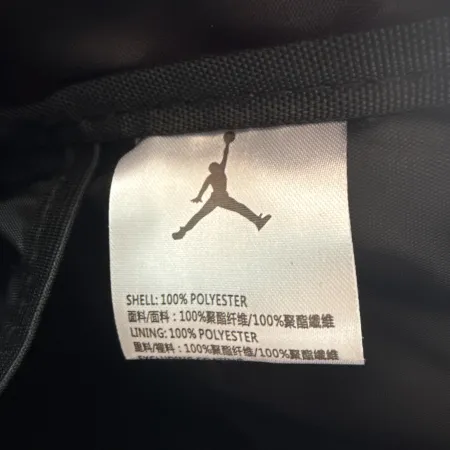 SHELL: 100% POLYESTER
面料/面料：100%聚酯纤维/100%聚酯纖維
LINING: 100% POLYESTER
里料/裡料：100%聚酯纤维/100%聚酯纖維